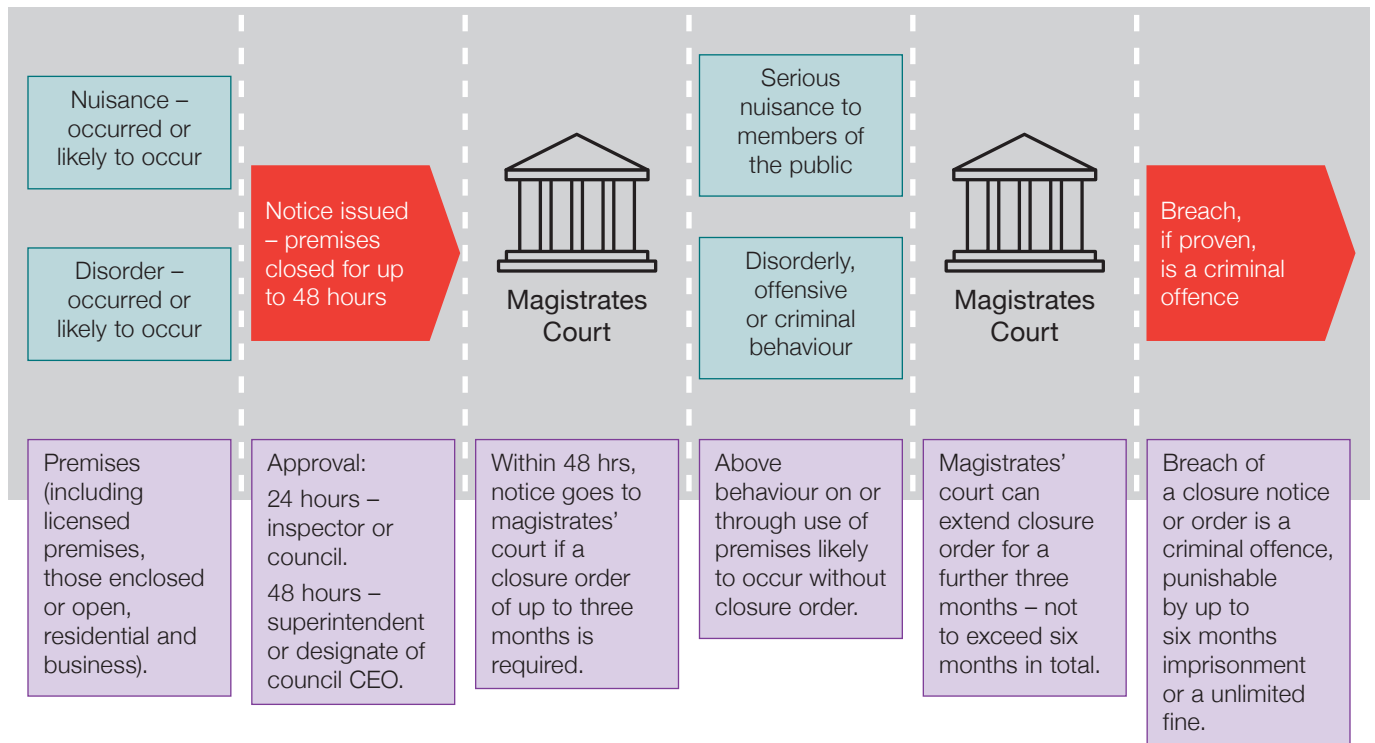 Nuisance –
occurred or
likely to occur
Disorder –
occurred or
likely to occur
Notice issued
– premises
closed for up
to 48 hours
Magistrates
Court
Serious
nuisance to
members of
the public
Disorderly,
offensive
or criminal
behaviour
Magistrates
Court
Breach,
if proven,
is a criminal
offence
Premises
(including
licensed
premises,
those enclosed
or open,
residential and
business).
Approval:
24 hours –
inspector or
council.
48 hours –
superintendent
or designate of
council CEO.
Within 48 hrs,
notice goes to
magistrates’
court if a
closure order
of up to three
months is
required.
Above
behaviour on or
through use of
premises likely
to occur without
closure order.
Magistrates’
court can
extend closure
order for a
further three
months – not
to exceed six
months in total.
Breach of
a closure notice
or order is a
criminal offence,
punishable
by up to
six months
imprisonment
or a unlimited
fine.